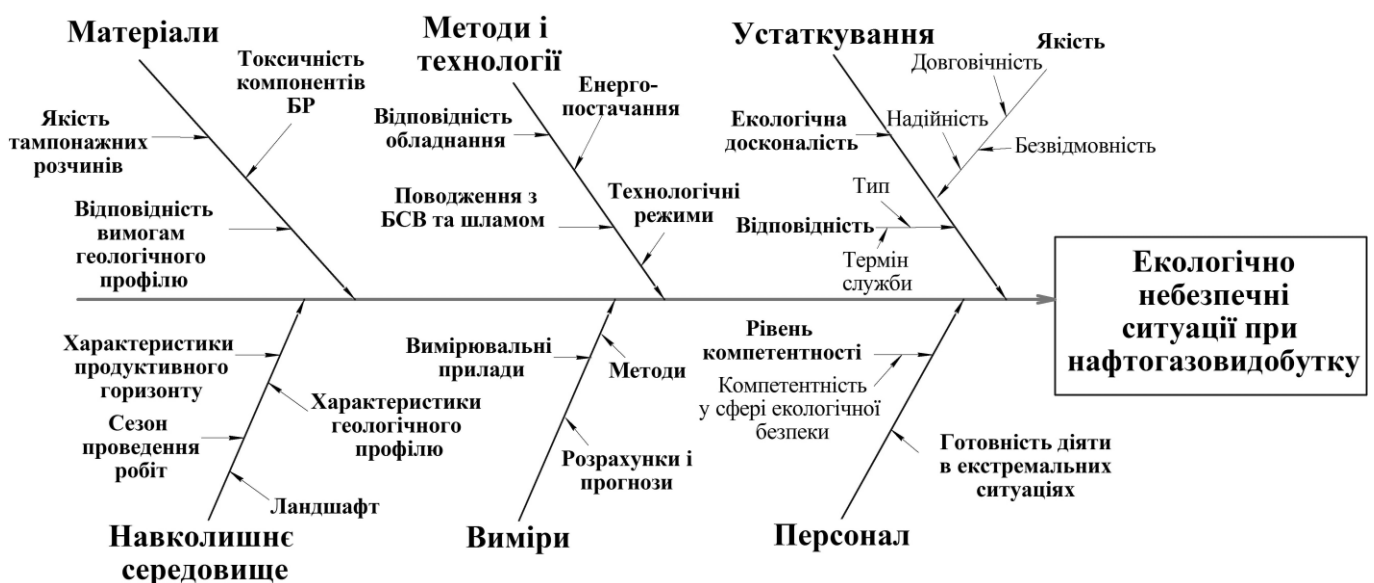 Матеріали
Токсичність
компонентів
БР
Якість
тампонажних
розчинів
Відповідність
вимогам
геологічного
профілю
Методи і
технології
Енерго-
постачання
Відповідність
обладнання
Поводження з
БСВ та шламом
Технологічні
режими
Устаткування
Якість
Довговічність
Надійність
Безвідмовність
Екологічна
досконалість
Тип
Відповідність
Термін
служби
Екологічно
небезпечні
ситуації при
нафтогазовидобутку
Характеристики
продуктивного
горизонту
Характеристики
геологічного
профілю
Сезон
проведення
робіт
Ландшафт
Навколишнє
середовище
Вимірювальні
прилади
Методи
Розрахунки і
прогнози
Виміри
Рівень
компетентності
Компетентність
у сфері екологічної
безпеки
Готовність діяти
в екстремальних
ситуаціях
Персонал